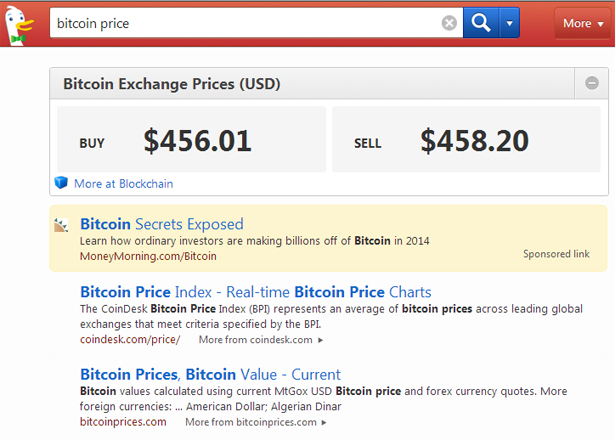 bitcoin price
More
Bitcoin Exchange Prices (USD)
BUY $456.01 SELL $458.20
More at Blockchain
Bitcoin Secrets Exposed
Learn how ordinary investors are making billions off of Bitcoin in 2014
MoneyMorning.com/Bitcoin Sponsored link
Bitcoin Price Index - Real-time Bitcoin Price Charts
The CoinDesk Bitcoin Price Index (BPI) represents an average of bitcoin prices across leading global
exchanges that meet criteria specified by the BPI.
coindesk.com/price/ More from coindesk.com
Bitcoin Prices, Bitcoin Value - Current
Bitcoin values calculated using current MtGox USD Bitcoin price and forex currency quotes. More
foreign currencies: ... American Dollar; Algerian Dinar
bitcoinprices.com More from bitcoinprices.com